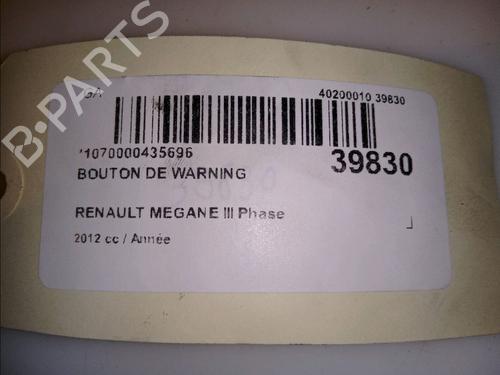 40200010 39830
*1070000435696
39830
BOUTON DE WARNING
RENAULT MEGANE III Phase
2012 cc / Année
B-PARTS